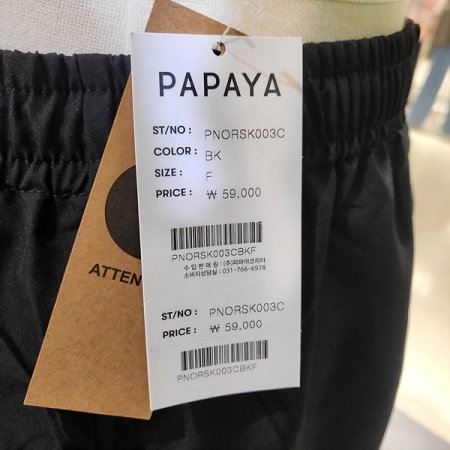 PAPAYA
ST/NO : PNORSK003C
COLOR : BK
SIZE : F
PRICE : ₩ 59,000
PNORSK003CBKF
수 입 판 매 원 : (주)파파야코리아
소비자상담실 : 031-766-6978
ATTEN
ST/NO : PNORSK003C
PRICE : ₩ 59,000
PNORSK003CBKF